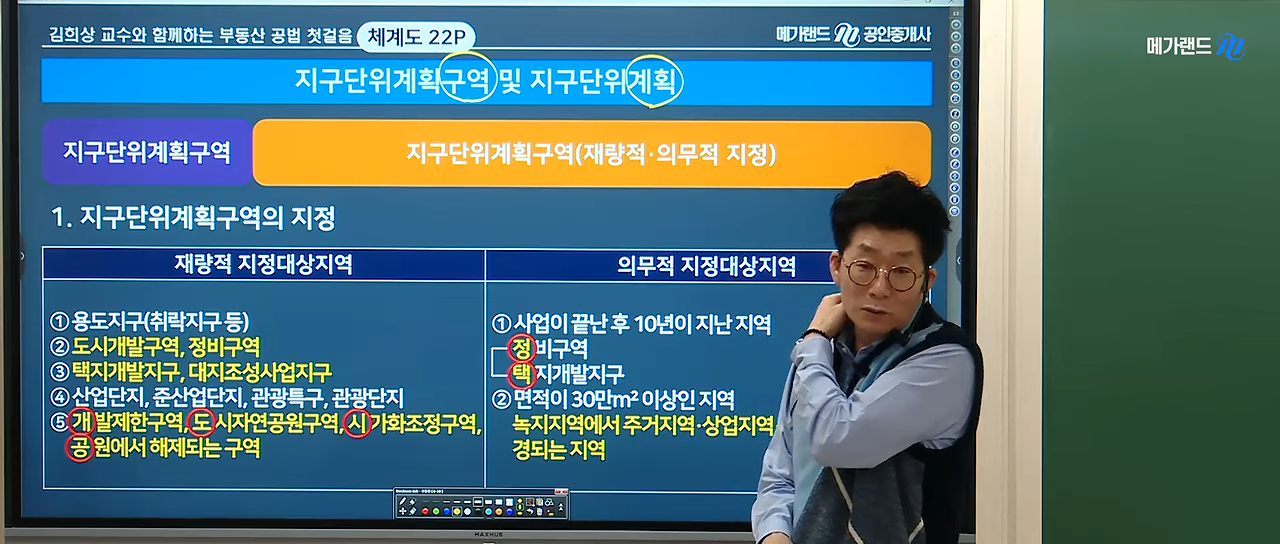 김희상 교수와 함께하는 부동산 공법 첫걸음 체계도 22P
메가랜드 공인중개사
메가랜드
지구단위계획구역 및 지구단위계획
지구단위계획구역
지구단위계획구역(재량적·의무적 지정)
1. 지구단위계획구역의 지정
재량적 지정대상지역
① 용도지구(취락지구 등)
② 도시개발구역, 정비구역
③ 택지개발지구, 대지조성사업지구
④ 산업단지, 준산업단지, 관광특구, 관광단지
⑤ 개발제한구역, 도시자연공원구역, 시가화조정구역,
공원에서 해제되는 구역
의무적 지정대상지역
① 사업이 끝난 후 10년이 지난 지역
정비구역
택지개발지구
② 면적이 30만m² 이상인 지역
녹지지역에서 주거지역·상업지역·
경되는 지역
MAXHUB